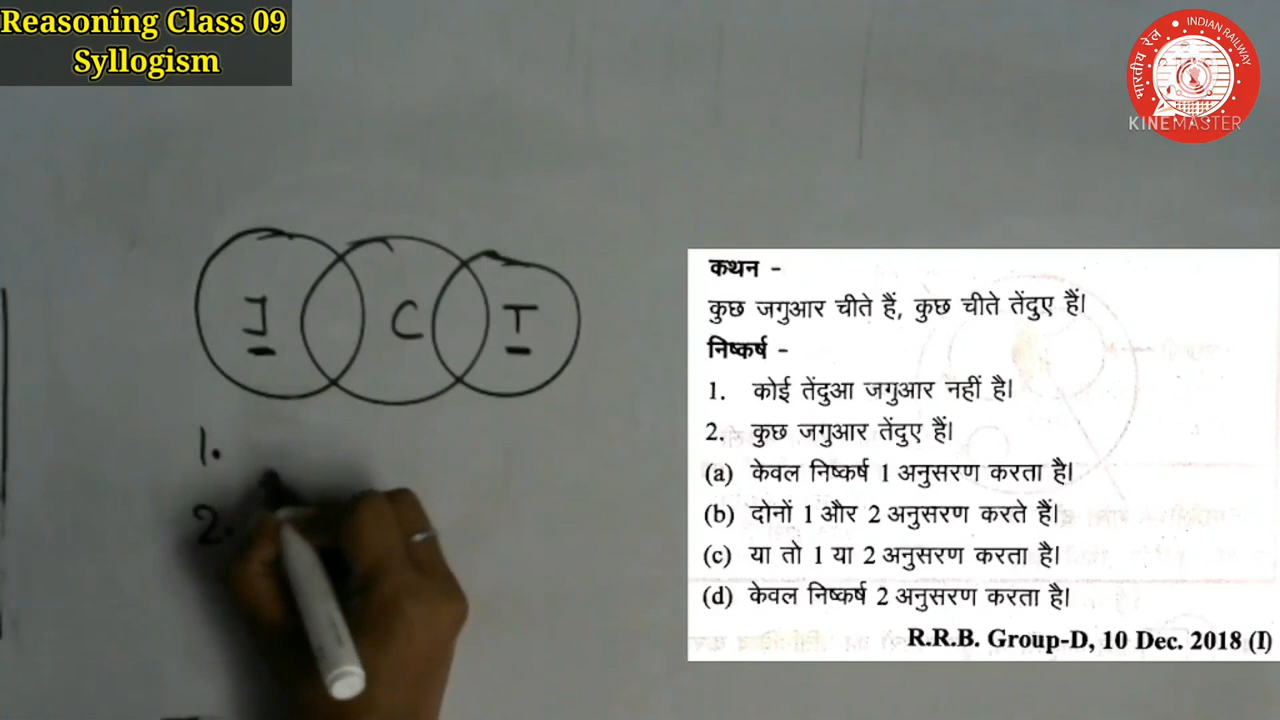 Reasoning Class 09
Syllogism
भारतीय रेल
INDIAN RAILWAY
KINEMASTER
J C T
1.
2.
कथन -
कुछ जगुआर चीते हैं, कुछ चीते तेंदुए हैं।
निष्कर्ष -
1. कोई तेंदुआ जगुआर नहीं है।
2. कुछ जगुआर तेंदुए हैं।
(a) केवल निष्कर्ष 1 अनुसरण करता है।
(b) दोनों 1 और 2 अनुसरण करते हैं।
(c) या तो 1 या 2 अनुसरण करता है।
(d) केवल निष्कर्ष 2 अनुसरण करता है।
R.R.B. Group-D, 10 Dec. 2018 (I)